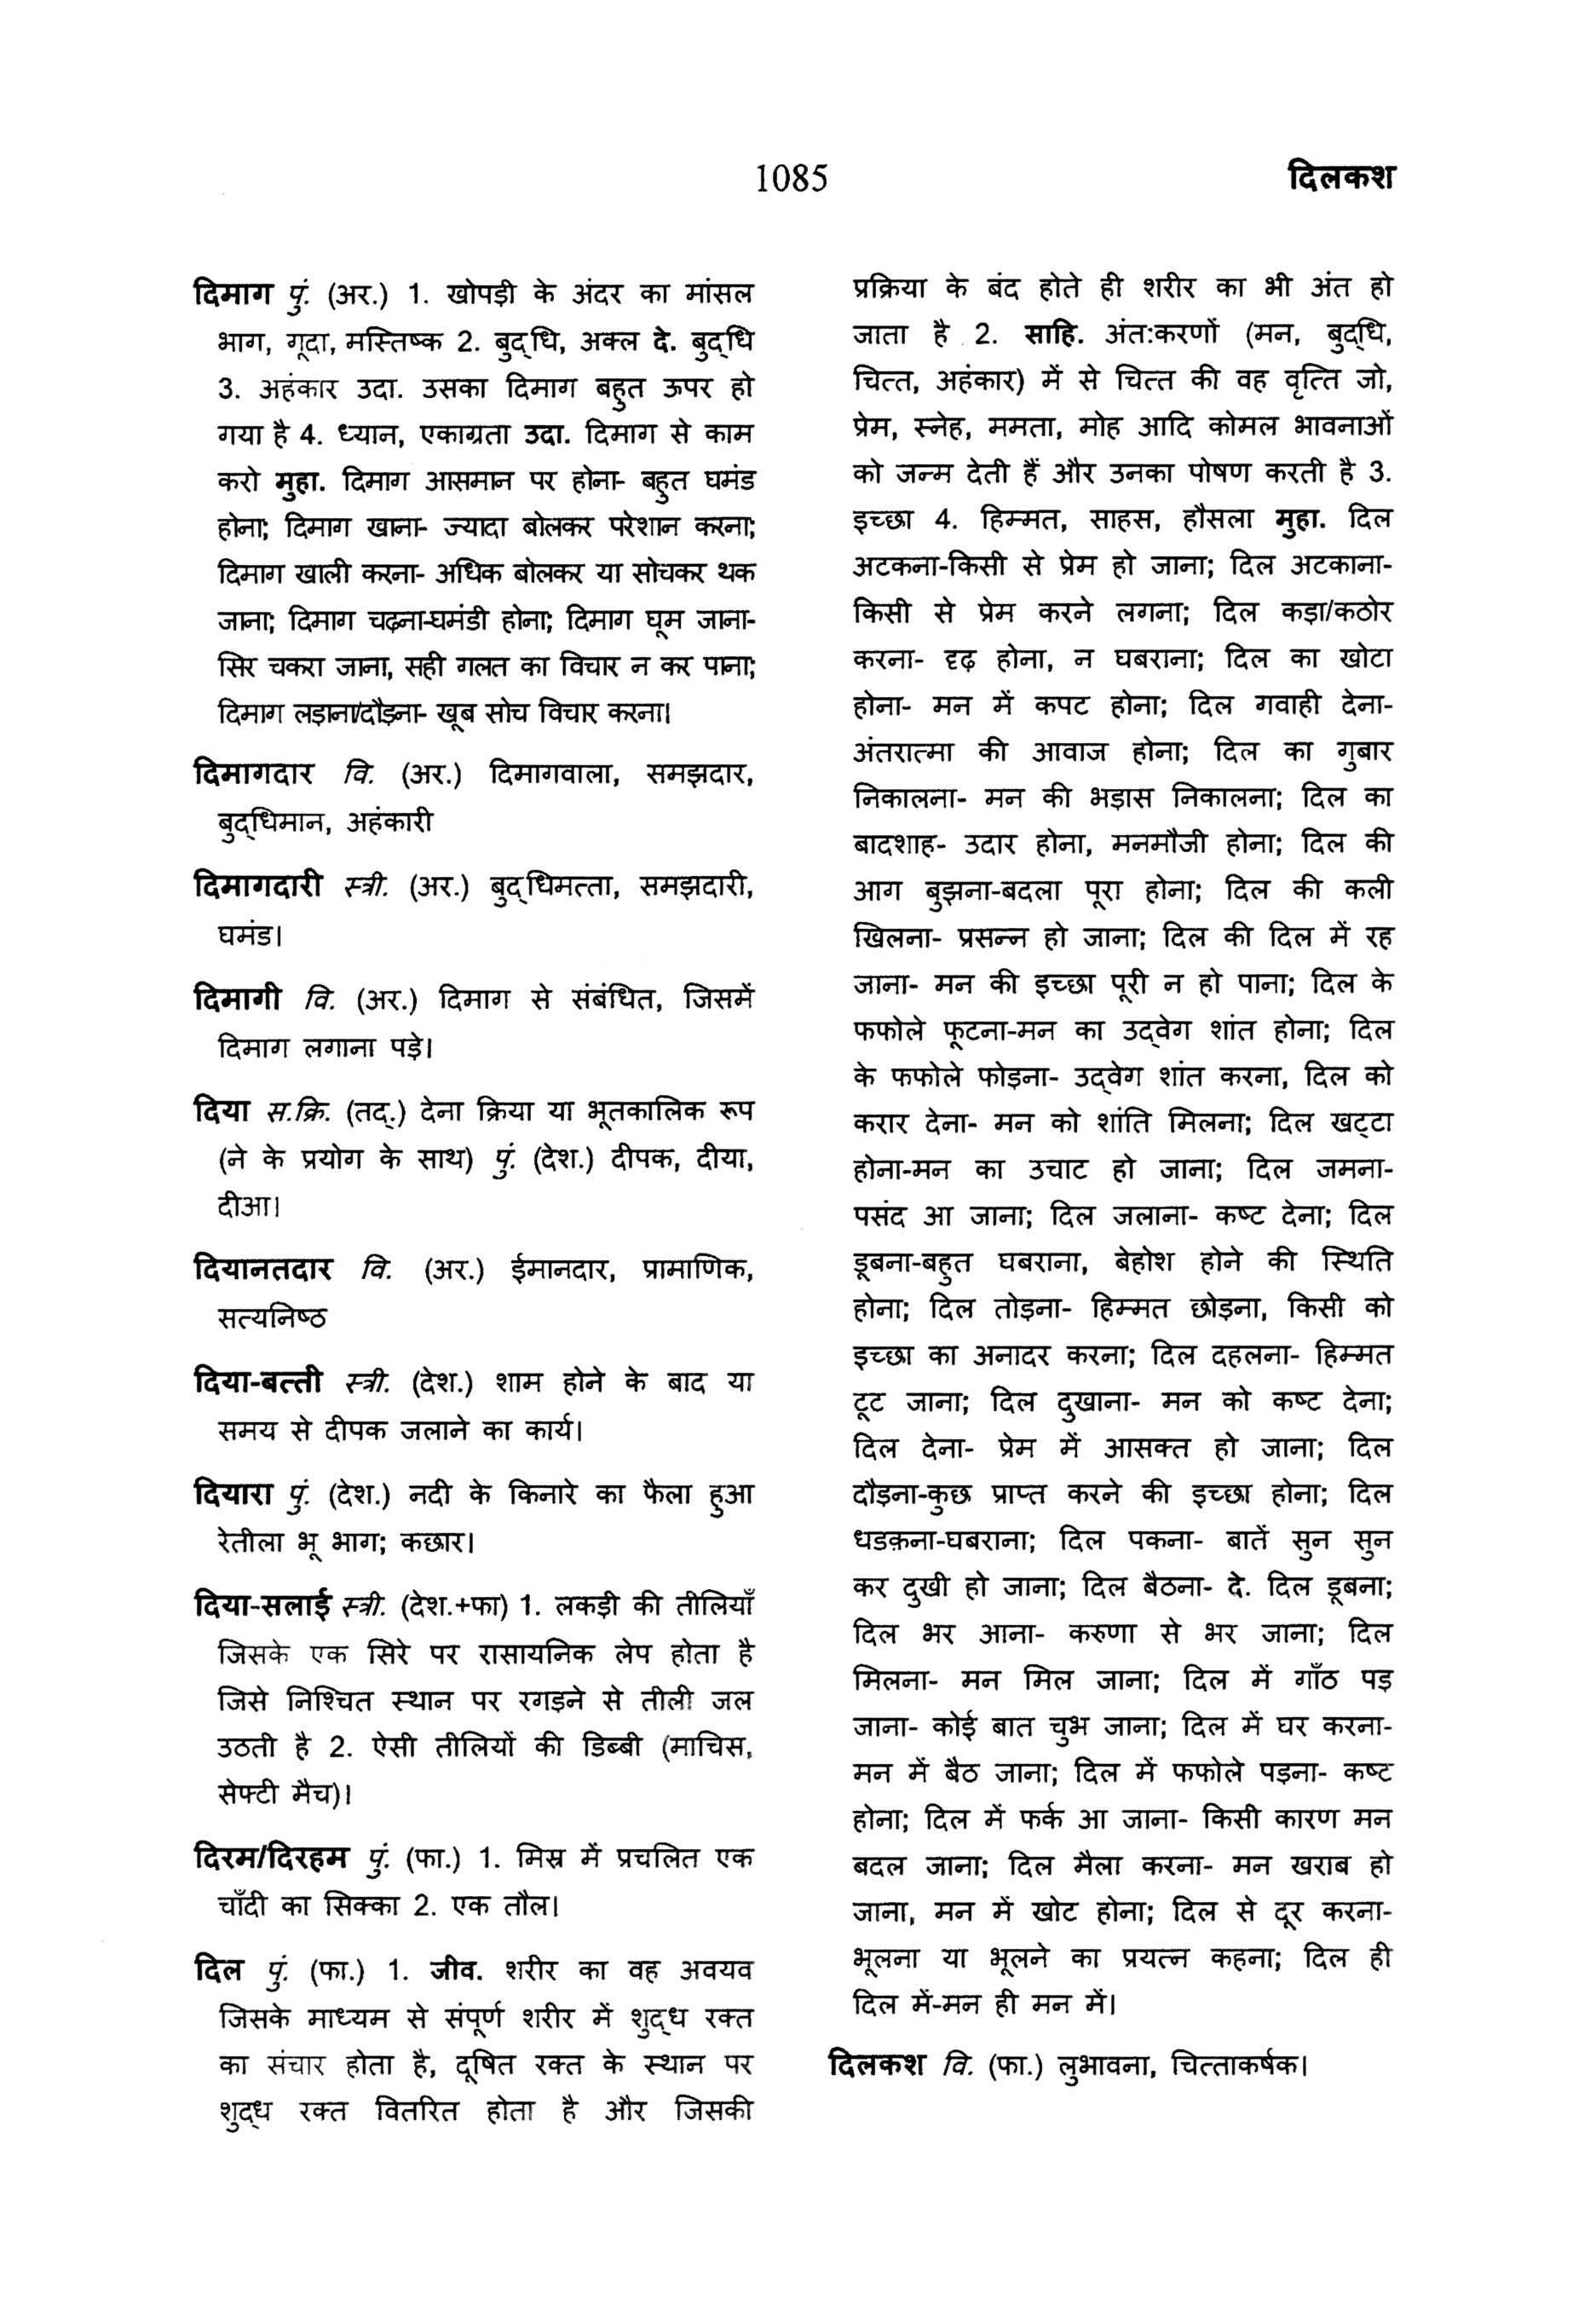 1085
दिलकश
दिमाग पुं. (अर.) 1. खोपड़ी के अंदर का मांसल
भाग, गूदा, मस्तिष्क 2. बुद्‌धि, अक्ल दे. बुद्‌धि
3. अहंकार उदा. उसका दिमाग बहुत ऊपर हो
गया है 4. ध्यान, एकाग्रता उदा. दिमाग से काम
करो मुहा. दिमाग आसमान पर होना- बहुत घमंड
होना; दिमाग खाना- ज्यादा बोलकर परेशान करना;
दिमाग खाली करना- अधिक बोलकर या सोचकर थक
जाना; दिमाग चढ़ना-घमंडी होना; दिमाग घूम जाना-
सिर चकरा जाना, सही गलत का विचार न कर पाना;
दिमाग लड़ाना/दौड़ना- खूब सोच विचार करना।
दिमागदार वि. (अर.) दिमागवाला, समझदार,
बुद्‌धिमान, अहंकारी
दिमागदारी स्त्री. (अर.) बुद्‌धिमत्ता, समझदारी,
घमंड।
दिमागी वि. (अर.) दिमाग से संबंधित, जिसमें
दिमाग लगाना पड़े।
दिया स.क्रि. (तद्.) देना क्रिया या भूतकालिक रूप
(ने के प्रयोग के साथ) पुं. (देश.) दीपक, दीया,
दीआ।
दियानतदार वि. (अर.) ईमानदार, प्रामाणिक,
सत्यनिष्ठ
दिया-बत्ती स्त्री. (देश.) शाम होने के बाद या
समय से दीपक जलाने का कार्य।
दियारा पुं. (देश.) नदी के किनारे का फैला हुआ
रेतीला भू भाग; कछार।
दिया-सलाई स्त्री. (देश.+फा) 1. लकड़ी की तीलियाँ
जिसके एक सिरे पर रासायनिक लेप होता है
जिसे निश्चित स्थान पर रगड़ने से तीली जल
उठती है 2. ऐसी तीलियों की डिब्बी (माचिस,
सेफ्टी मैच)।
दिरम/दिरहम पुं. (फा.) 1. मिस्र में प्रचलित एक
चाँदी का सिक्का 2. एक तौल।
दिल पुं. (फा.) 1. जीव. शरीर का वह अवयव
जिसके माध्यम से संपूर्ण शरीर में शुद्‌ध रक्त
का संचार होता है, दूषित रक्त के स्थान पर
शुद्‌ध रक्त वितरित होता है और जिसकी
प्रक्रिया के बंद होते ही शरीर का भी अंत हो
जाता है 2. साहि. अंतःकरणों (मन, बुद्‌धि,
चित्त, अहंकार) में से चित्त की वह वृत्ति जो,
प्रेम, स्नेह, ममता, मोह आदि कोमल भावनाओं
को जन्म देती हैं और उनका पोषण करती है 3.
इच्छा 4. हिम्मत, साहस, हौसला मुहा. दिल
अटकना-किसी से प्रेम हो जाना; दिल अटकाना-
किसी से प्रेम करने लगना; दिल कड़ा/कठोर
करना- दृढ़ होना, न घबराना; दिल का खोटा
होना- मन में कपट होना; दिल गवाही देना-
अंतरात्मा की आवाज होना; दिल का गुबार
निकालना- मन की भड़ास निकालना; दिल का
बादशाह- उदार होना, मनमौजी होना; दिल की
आग बुझना-बदला पूरा होना; दिल की कली
खिलना- प्रसन्न हो जाना; दिल की दिल में रह
जाना- मन की इच्छा पूरी न हो पाना; दिल के
फफोले फूटना-मन का उद्‌वेग शांत होना; दिल
के फफोले फोड़ना- उद्‌वेग शांत करना, दिल को
करार देना- मन को शांति मिलना; दिल खट्‌टा
होना-मन का उचाट हो जाना; दिल जमना-
पसंद आ जाना; दिल जलाना- कष्ट देना; दिल
डूबना-बहुत घबराना, बेहोश होने की स्थिति
होना; दिल तोड़ना- हिम्मत छोड़ना, किसी को
इच्छा का अनादर करना; दिल दहलना- हिम्मत
टूट जाना; दिल दुखाना- मन को कष्ट देना;
दिल देना- प्रेम में आसक्त हो जाना; दिल
दौड़ना-कुछ प्राप्त करने की इच्छा होना; दिल
धडक़ना-घबराना; दिल पकना- बातें सुन सुन
कर दुखी हो जाना; दिल बैठना- दे. दिल डूबना;
दिल भर आना- करुणा से भर जाना; दिल
मिलना- मन मिल जाना; दिल में गाँठ पड़
जाना- कोई बात चुभ जाना; दिल में घर करना-
मन में बैठ जाना; दिल में फफोले पड़ना- कष्ट
होना; दिल में फर्क आ जाना- किसी कारण मन
बदल जाना; दिल मैला करना- मन खराब हो
जाना, मन में खोट होना; दिल से दूर करना-
भूलना या भूलने का प्रयत्न कहना; दिल ही
दिल में-मन ही मन में।
दिलकश वि. (फा.) लुभावना, चित्ताकर्षक।